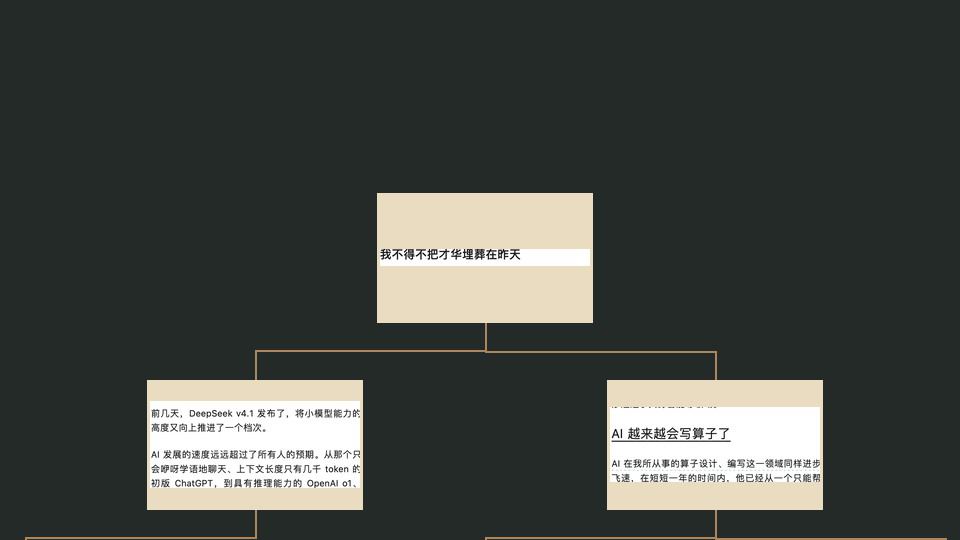 我不得不把才华埋葬在昨天
前几天，DeepSeek v4.1 发布了，将小模型能力的
高度又向上推进了一个档次。
AI 发展的速度远远超过了所有人的预期。从那个只
会咿呀学语地聊天、上下文长度只有几千 token 的
初版 ChatGPT，到具有推理能力的 OpenAI o1、
AI 越来越会写算子了
AI 在我所从事的算子设计、编写这一领域同样进步
飞速，在短短一年的时间内，他已经从一个只能帮